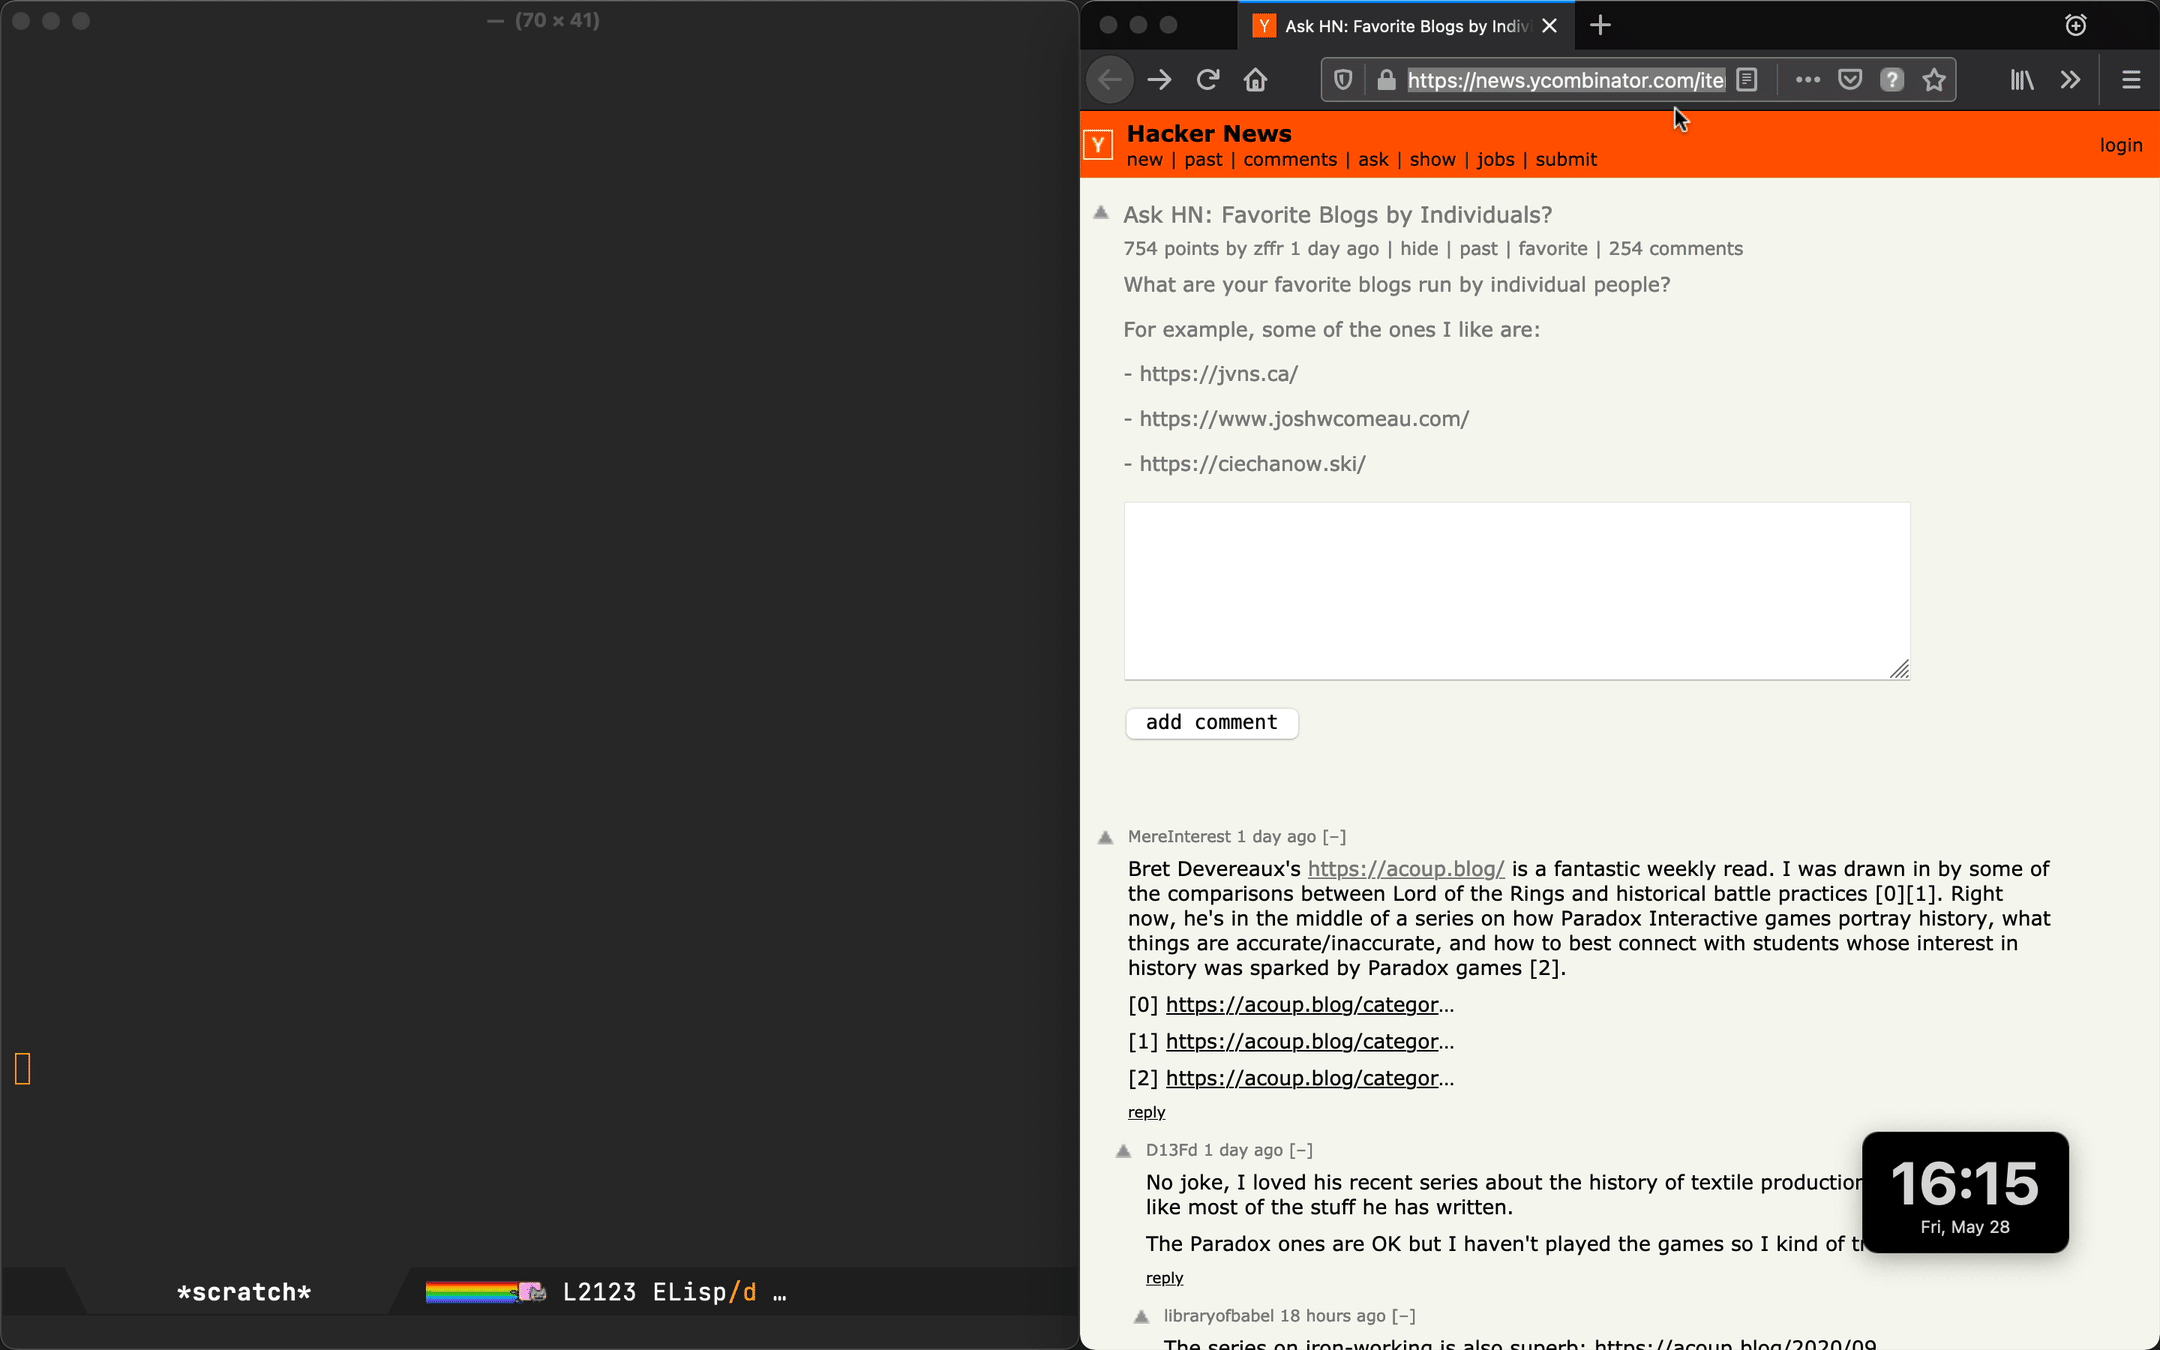 — (70 × 41)
*scratch*
L2123 ELisp/d …
Y Ask HN: Favorite Blogs by Indiv
https://news.ycombinator.com/ite
Y
Hacker News
new | past | comments | ask | show | jobs | submit
login
Ask HN: Favorite Blogs by Individuals?
754 points by zffr 1 day ago | hide | past | favorite | 254 comments
What are your favorite blogs run by individual people?
For example, some of the ones I like are:
- https://jvns.ca/
- https://www.joshwcomeau.com/
- https://ciechanow.ski/
add comment
MereInterest 1 day ago [–]
Bret Devereaux's https://acoup.blog/ is a fantastic weekly read. I was drawn in by some of
the comparisons between Lord of the Rings and historical battle practices [0][1]. Right
now, he's in the middle of a series on how Paradox Interactive games portray history, what
things are accurate/inaccurate, and how to best connect with students whose interest in
history was sparked by Paradox games [2].
[0] https://acoup.blog/categor...
[1] https://acoup.blog/categor...
[2] https://acoup.blog/categor...
reply
D13Fd 1 day ago [–]
No joke, I loved his recent series about the history of textile production
like most of the stuff he has written.
The Paradox ones are OK but I haven't played the games so I kind of
reply
libraryofbabel 18 hours ago [–]
The series on iron-working is also superb: https://acoup.blog/2020/09
16:15
Fri, May 28